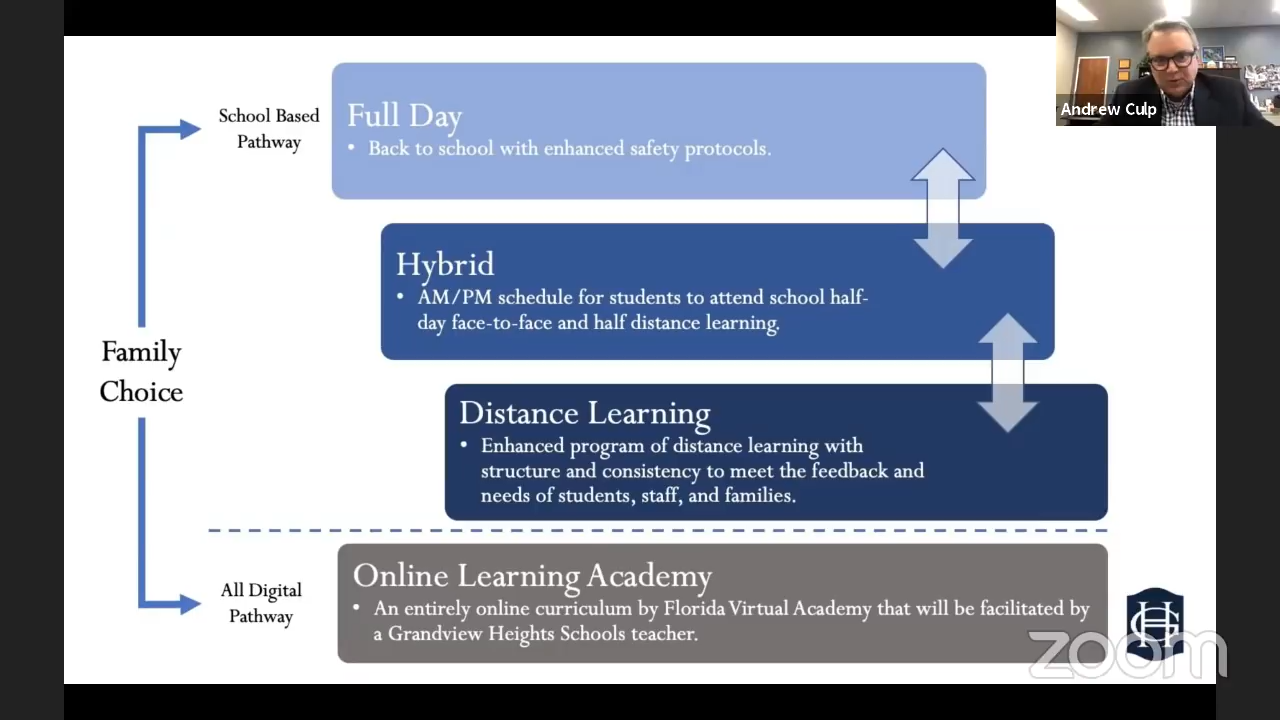 Andrew Culp
School Based
Pathway
Full Day
• Back to school with enhanced safety protocols.
Hybrid
• AM/PM schedule for students to attend school half-
day face-to-face and half distance learning.
Family
Choice
Distance Learning
• Enhanced program of distance learning with
structure and consistency to meet the feedback and
needs of students, staff, and families.
All Digital
Pathway
Online Learning Academy
• An entirely online curriculum by Florida Virtual Academy that will be facilitated by
a Grandview Heights Schools teacher.
GH
zoom